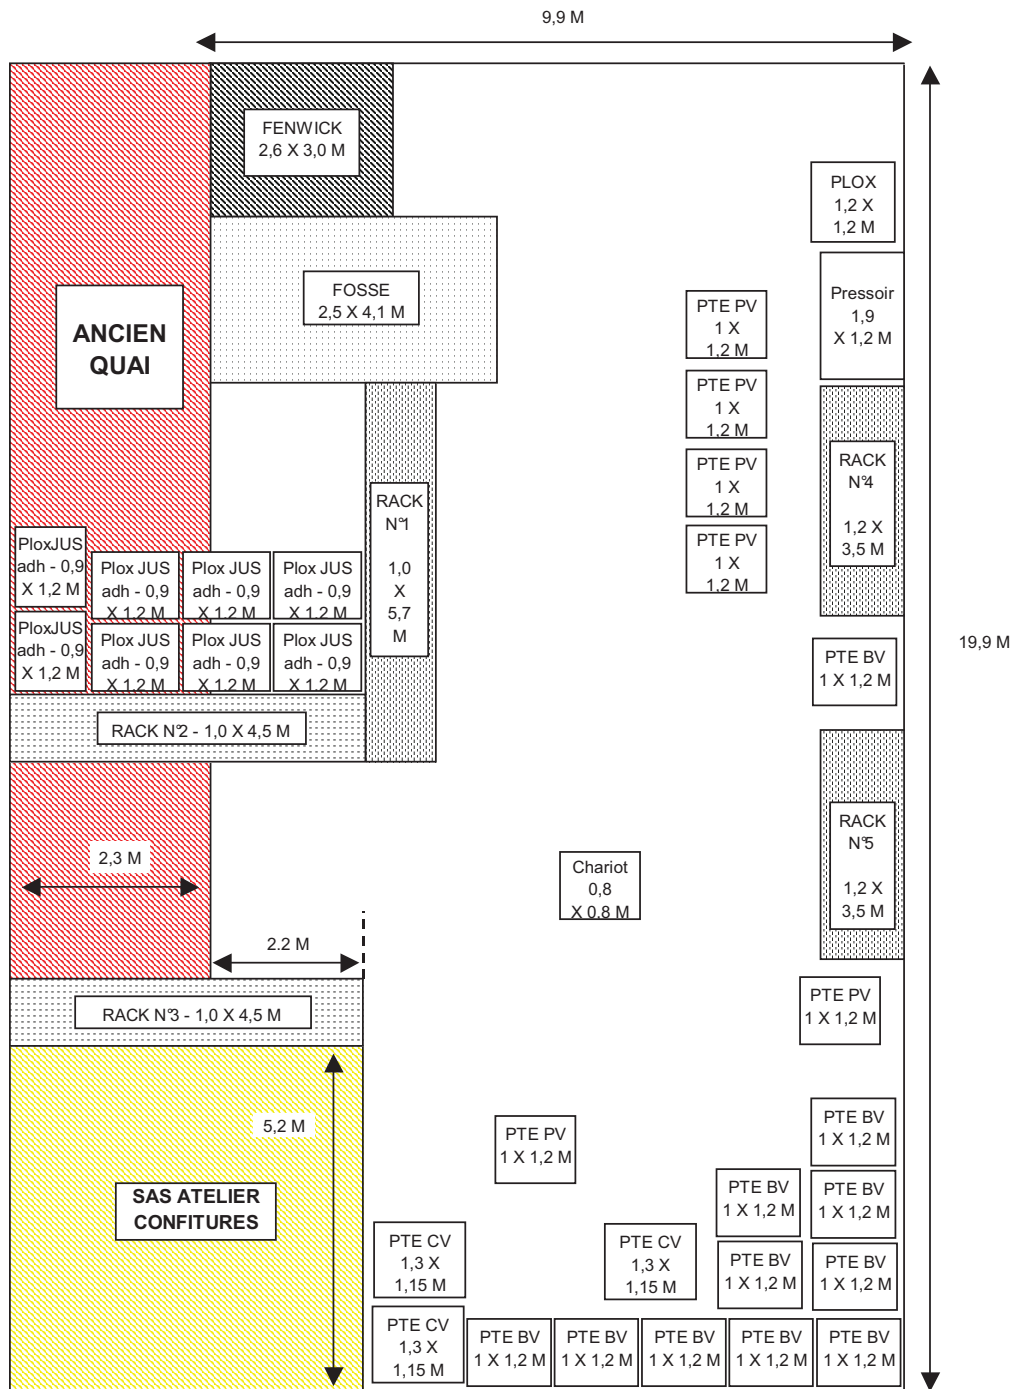 9,9 M
FENWICK
2,6 X 3,0 M
PLOX
1,2 X
1,2 M
FOSSE
2,5 X 4,1 M
Pressoir
1,9
X 1,2 M
ANCIEN
QUAI
PTE PV
1 X
1,2 M
PTE PV
1 X
1,2 M
PTE PV
1 X
1,2 M
PTE PV
1 X
1,2 M
RACK
N°4
1,2 X
3,5 M
RACK
N°1
1,0
X
5,7
M
PloxJUS
adh - 0,9
X 1,2 M
Plox JUS
adh - 0,9
X 1,2 M
Plox JUS
adh - 0,9
X 1,2 M
Plox JUS
adh - 0,9
X 1,2 M
PloxJUS
adh - 0,9
X 1,2 M
Plox JUS
adh - 0,9
X 1,2 M
Plox JUS
adh - 0,9
X 1,2 M
Plox JUS
adh - 0,9
X 1,2 M
19,9 M
PTE BV
1 X 1,2 M
RACK N°2 - 1,0 X 4,5 M
RACK
N°5
1,2 X
3,5 M
2,3 M
Chariot
0,8
X 0,8 M
2.2 M
RACK N°3 - 1,0 X 4,5 M
PTE PV
1 X 1,2 M
5,2 M
PTE PV
1 X 1,2 M
PTE BV
1 X 1,2 M
SAS ATELIER
CONFITURES
PTE BV
1 X 1,2 M
PTE BV
1 X 1,2 M
PTE CV
1,3 X
1,15 M
PTE CV
1,3 X
1,15 M
PTE BV
1 X 1,2 M
PTE BV
1 X 1,2 M
PTE CV
1,3 X
1,15 M
PTE BV
1 X 1,2 M
PTE BV
1 X 1,2 M
PTE BV
1 X 1,2 M
PTE BV
1 X 1,2 M
PTE BV
1 X 1,2 M